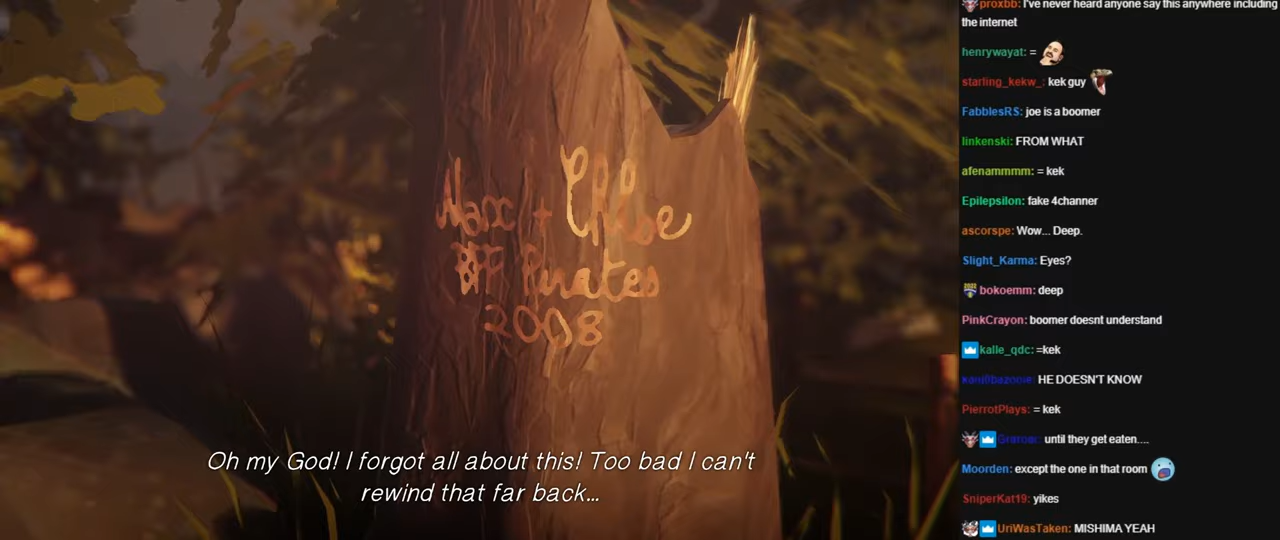 Max + Chloe
BFF Pirates
2008
Oh my God! I forgot all about this! Too bad I can't
rewind that far back...
proxbb: I've never heard anyone say this anywhere including
the internet
henrywayat: =
starling_kekw_: kek guy
FabblesRS: joe is a boomer
linkenski: FROM WHAT
afenammmm: = kek
Epilepsilon: fake 4channer
ascorspe: Wow... Deep.
Slight_Karma: Eyes?
bokoemm: deep
PinkCrayon: boomer doesnt understand
kalle_qdc: =kek
HE DOESN'T KNOW
PierrotPlays: = kek
until they get eaten....
Moorden: except the one in that room
SniperKat19: yikes
UriWasTaken: MISHIMA YEAH